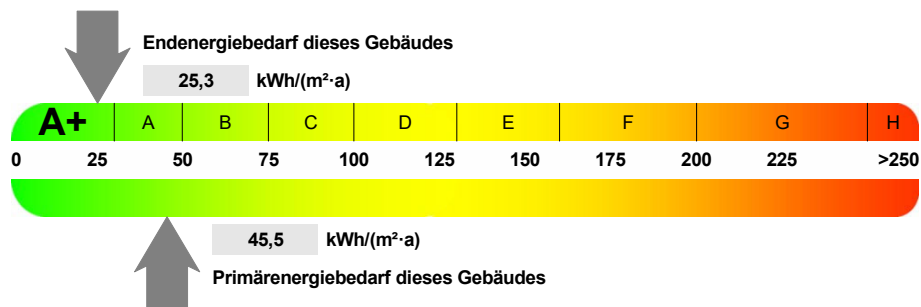 Endenergiebedarf dieses Gebäudes
25,3 kWh/(m²·a)
A+ A B C D E F G H
0 25 50 75 100 125 150 175 200 225 >250
45,5 kWh/(m²·a)
Primärenergiebedarf dieses Gebäudes